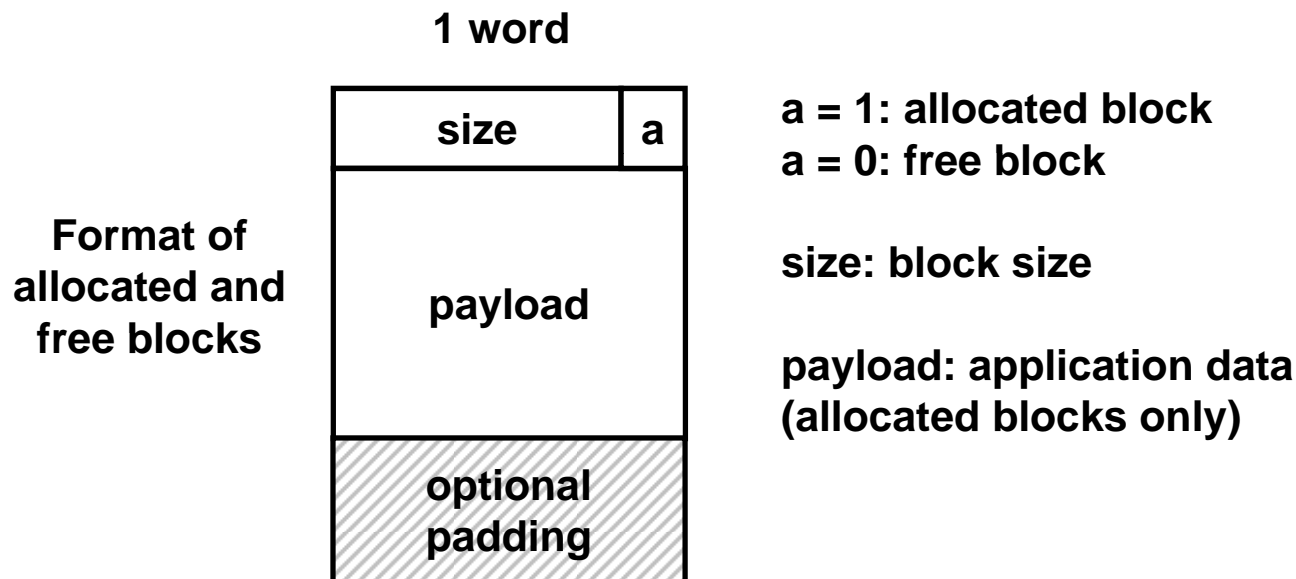 1 word
size
a
a = 1: allocated block
a = 0: free block
Format of
allocated and
free blocks
payload
size: block size
payload: application data
(allocated blocks only)
optional
padding